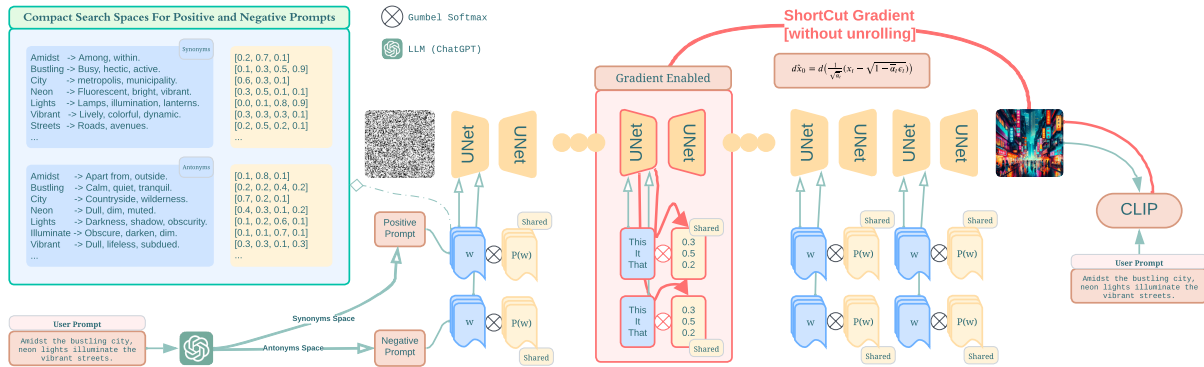 Compact Search Spaces For Positive and Negative Prompts
Synonyms
Amidst -> Among, within.
Bustling -> Busy, hectic, active.
City -> metropolis, municipality.
Neon -> Fluorescent, bright, vibrant.
Lights -> Lamps, illumination, lanterns.
Vibrant -> Lively, colorful, dynamic.
Streets -> Roads, avenues.
...
[0.2, 0.7, 0.1]
[0.1, 0.3, 0.5, 0.9]
[0.6, 0.3, 0.1]
[0.3, 0.5, 0.1, 0.1]
[0.0, 0.1, 0.8, 0.9]
[0.3, 0.3, 0.3, 0.1]
[0.2, 0.5, 0.2, 0.1]
...
Antonyms
Amidst -> Apart from, outside.
Bustling -> Calm, quiet, tranquil.
City -> Countryside, wilderness.
Neon -> Dull, dim, muted.
Lights -> Darkness, shadow, obscurity.
Illuminate -> Obscure, darken, dim.
Vibrant -> Dull, lifeless, subdued.
...
[0.1, 0.8, 0.1]
[0.2, 0.2, 0.4, 0.2]
[0.7, 0.2, 0.1]
[0.4, 0.3, 0.1, 0.2]
[0.1, 0.2, 0.6, 0.1]
[0.1, 0.1, 0.7, 0.1]
[0.3, 0.3, 0.1, 0.3]
...
Gumbel Softmax
LLM (ChatGPT)
User Prompt
Amidst the bustling city,
neon lights illuminate the
vibrant streets.
Synonyms Space
Antonyms Space
Positive
Prompt
Negative
Prompt
UNet
UNet
w
P(w)
Shared
w
P(w)
Shared
Gradient Enabled
UNet
UNet
This
It
That
0.3
0.5
0.2
Shared
This
It
That
0.3
0.5
0.2
Shared
ShortCut Gradient
[without unrolling]
dx̂₀ = d(1/√ᾱₜ (xₜ − √1−ᾱₜ εₜ))
UNet
UNet
UNet
UNet
w
P(w)
Shared
w
P(w)
Shared
w
P(w)
Shared
w
P(w)
Shared
CLIP
User Prompt
Amidst the bustling city,
neon lights illuminate the
vibrant streets.